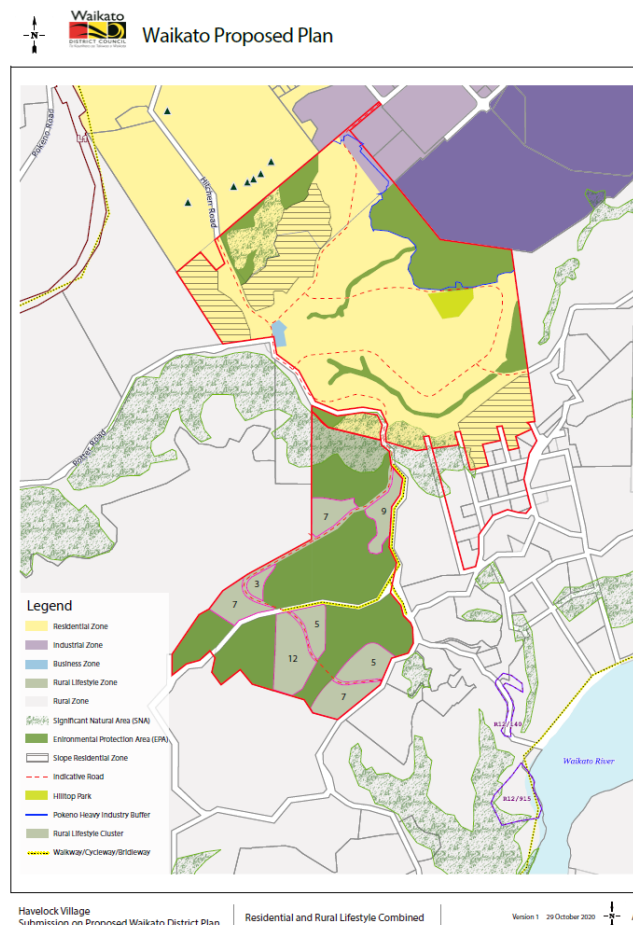 Waikato
DISTRICT COUNCIL
Waikato Proposed Plan
Pokeno Road
Hitchen Road
Potter Road
7
9
3
7
5
12
5
7
R12/149
R12/915
Waikato River
Legend
Residential Zone
Industrial Zone
Business Zone
Rural Lifestyle Zone
Rural Zone
Significant Natural Area (SNA)
Enironmental Protection Area (EPA)
Slope Residential Zone
Indicative Road
Hilltop Park
Pokeno Heavy Industry Buffer
Rural Lifestyle Cluster
Walkway/Cycleway/Bridleway
Havelock Village
Submission on Proposed Waikato District Plan
Residential and Rural Lifestyle Combined
Version 1 29 October 2020